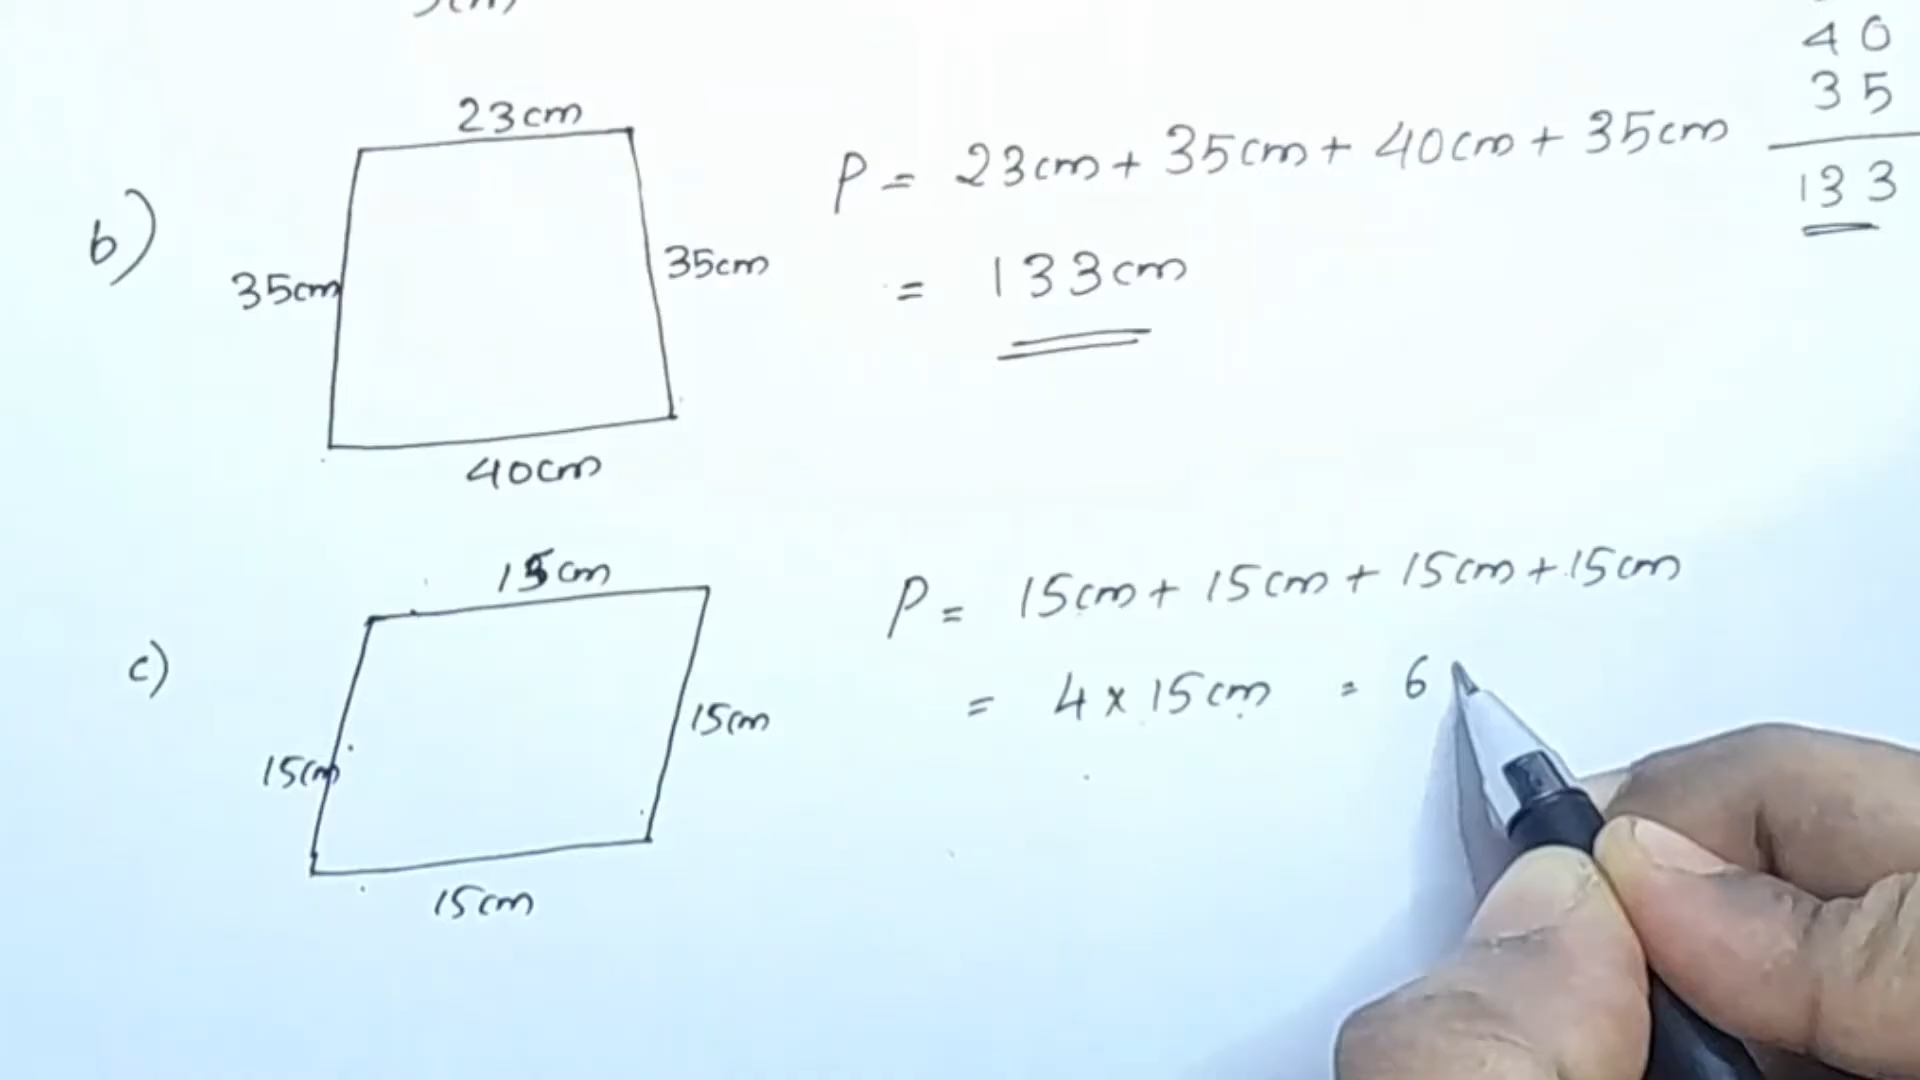 40
35
133
b)
23cm
35cm
35cm
40cm
P = 23cm + 35cm + 40cm + 35cm
= 133cm
c)
15cm
15cm
15cm
15cm
P = 15cm + 15cm + 15cm + 15cm
= 4 × 15cm = 6